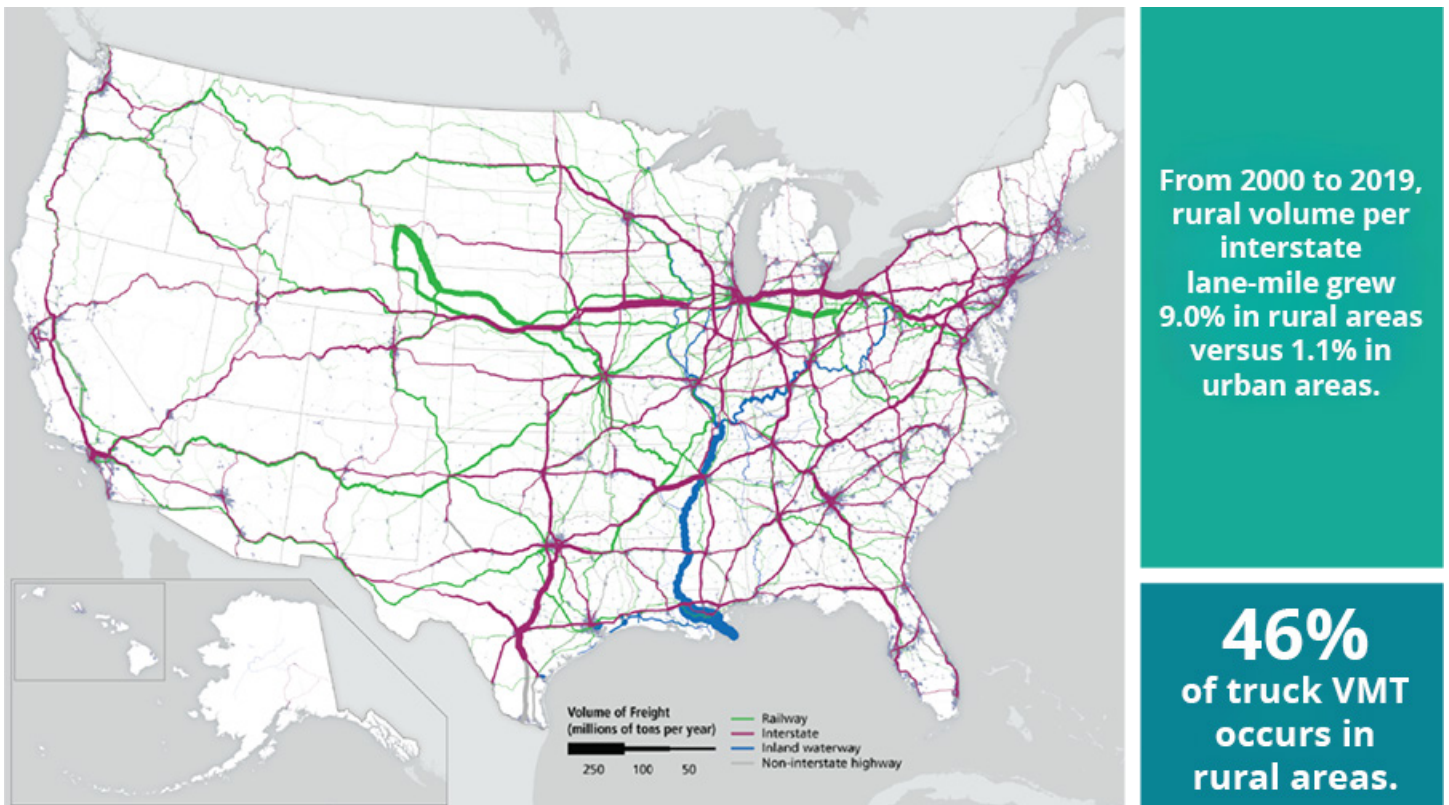 From 2000 to 2019,
rural volume per
interstate
lane-mile grew
9.0% in rural areas
versus 1.1% in
urban areas.
46%
of truck VMT
occurs in
rural areas.
Volume of Freight
(millions of tons per year)
250 100 50
Railway
Interstate
Inland waterway
Non-interstate highway